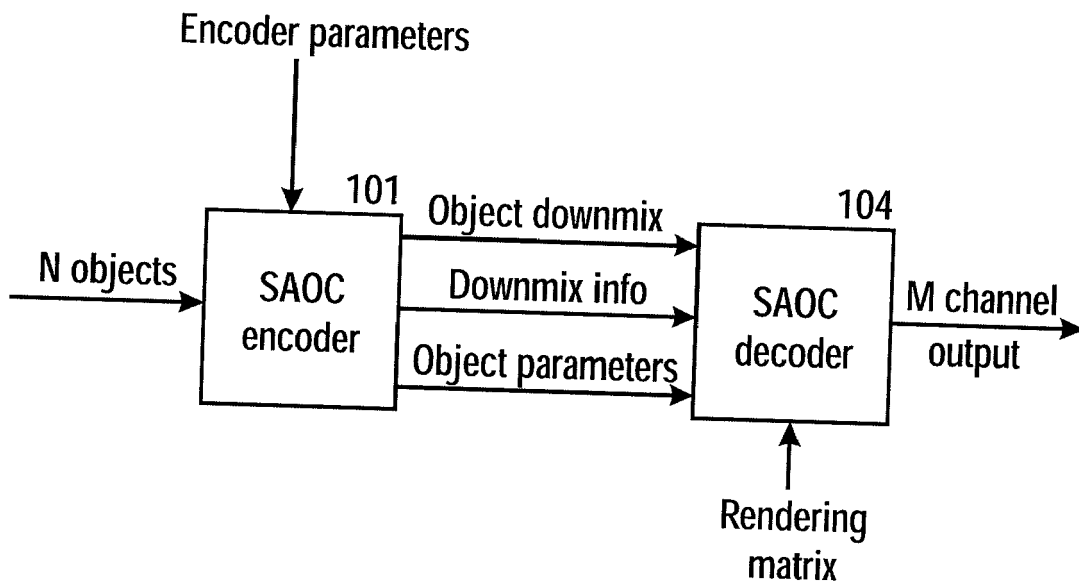 Encoder parameters
101
104
N objects
SAOC
encoder
Object downmix
Downmix info
Object parameters
SAOC
decoder
M channel
output
Rendering
matrix